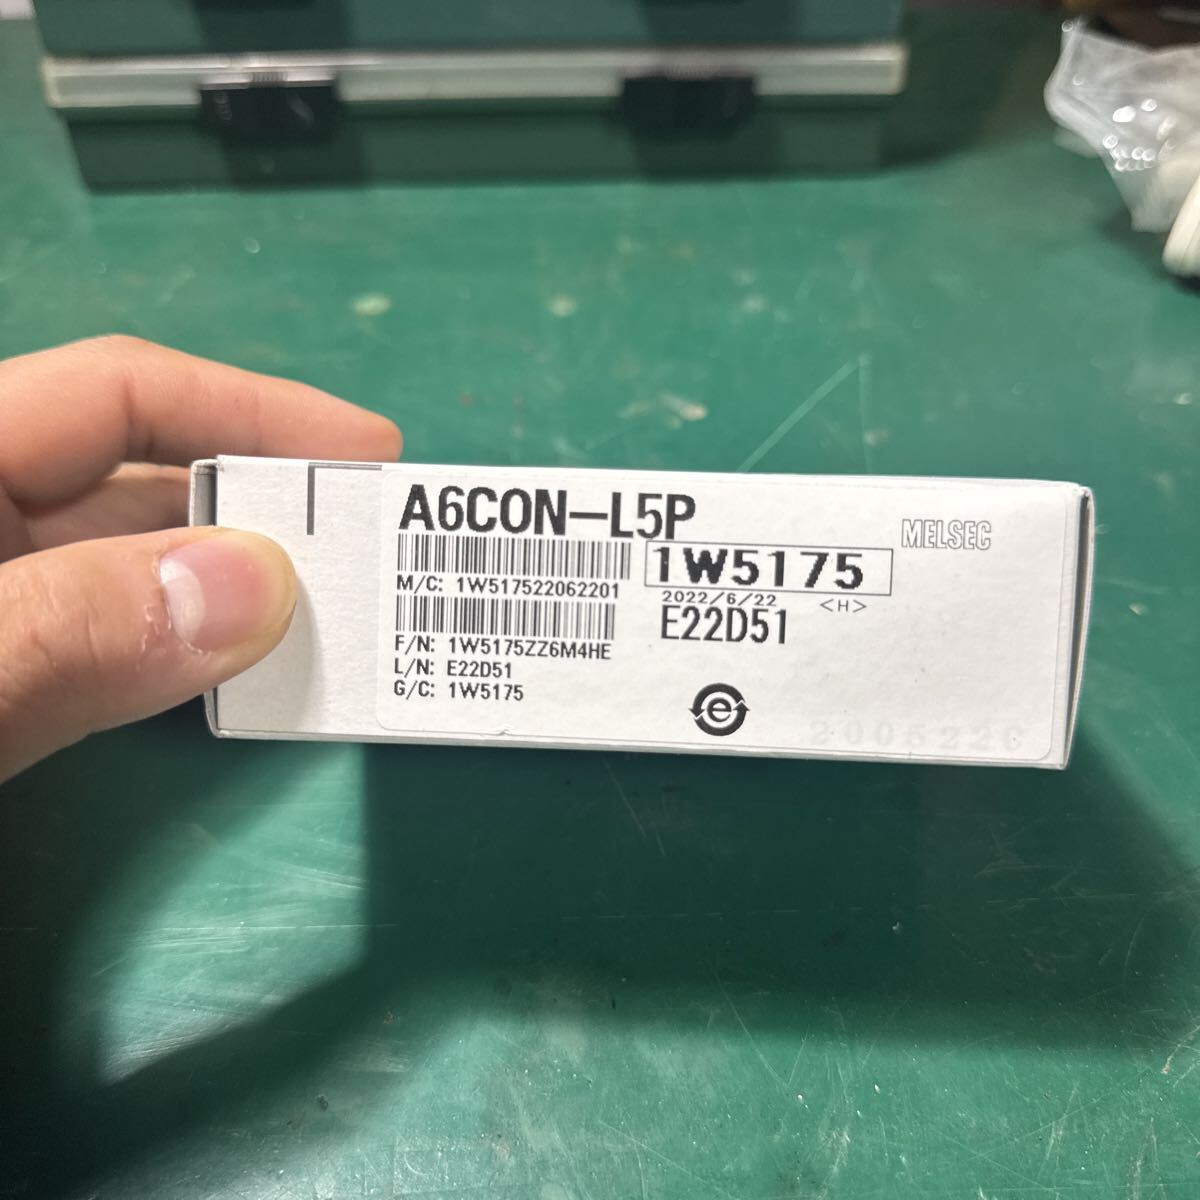 A6CON-L5P
MELSEC
1W5175
M/C: 1W517522062201
2022/6/22 <H>
E22D51
F/N: 1W5175ZZ6M4HE
L/N: E22D51
G/C: 1W5175
e